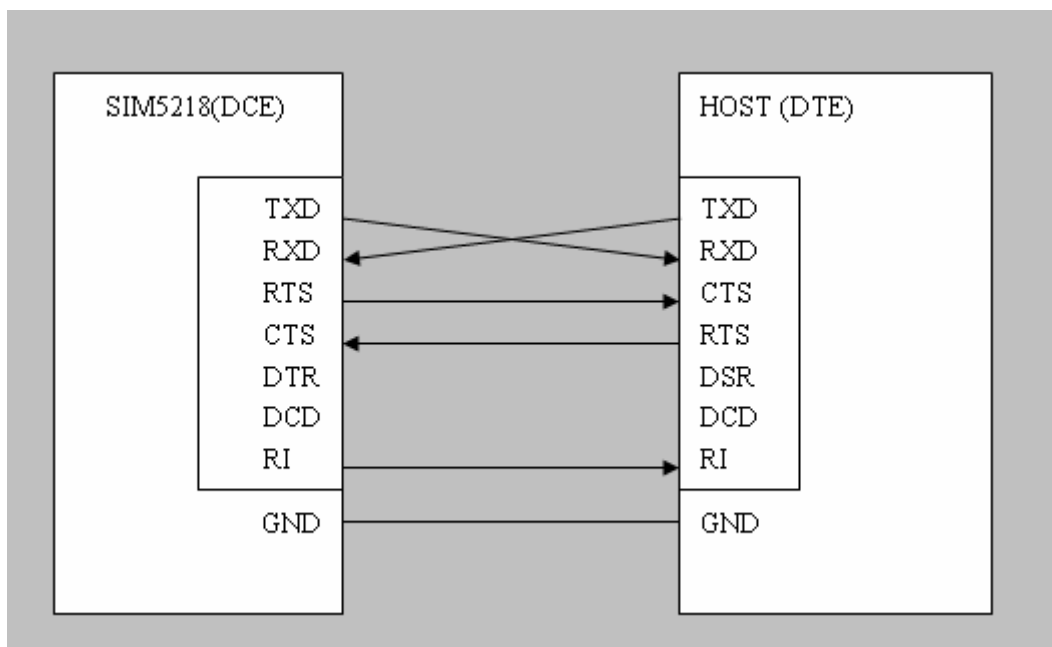 SIM5218(DCE)
HOST (DTE)
TXD
TXD
RXD
RXD
RTS
CTS
CTS
RTS
DTR
DSR
DCD
DCD
RI
RI
GND
GND